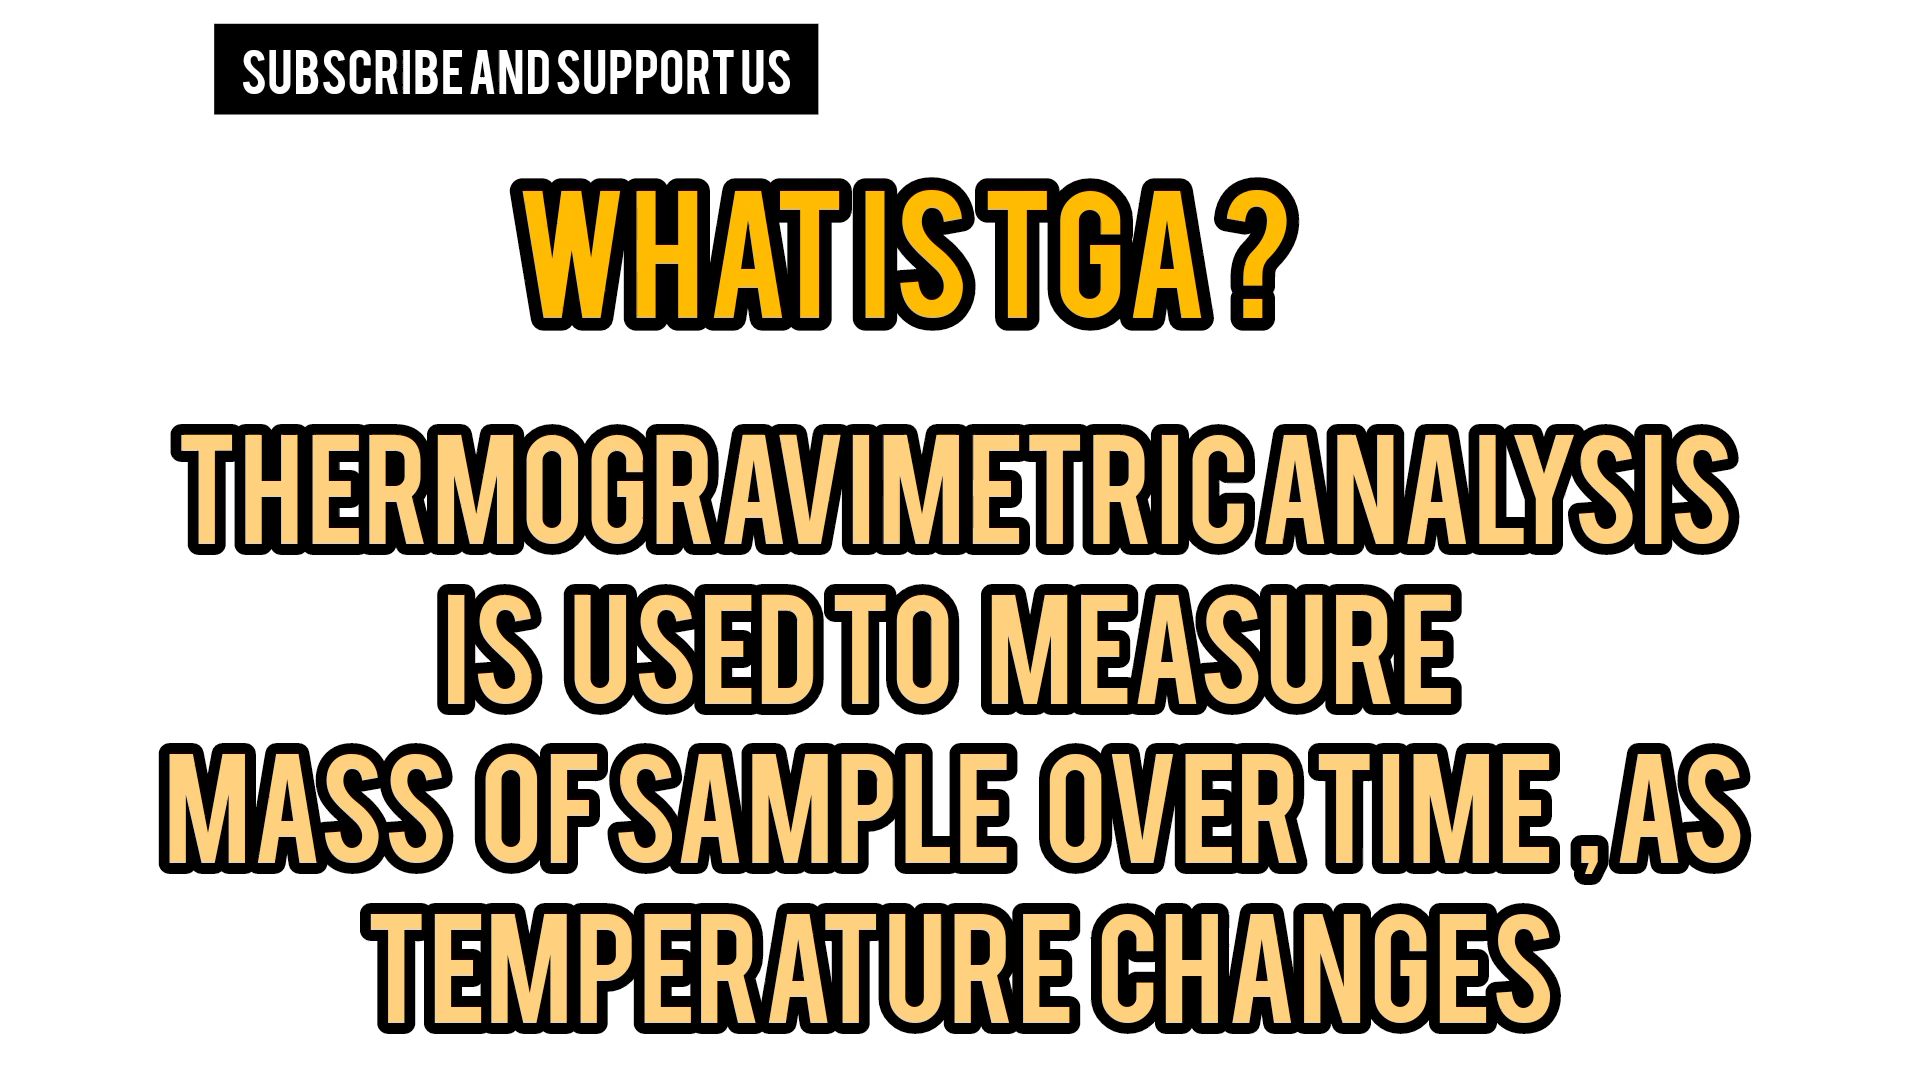 SUBSCRIBE AND SUPPORT US
WHAT IS TGA ?
THERMOGRAVIMETRIC ANALYSIS
IS USED TO MEASURE
MASS OF SAMPLE OVER TIME , AS
TEMPERATURE CHANGES